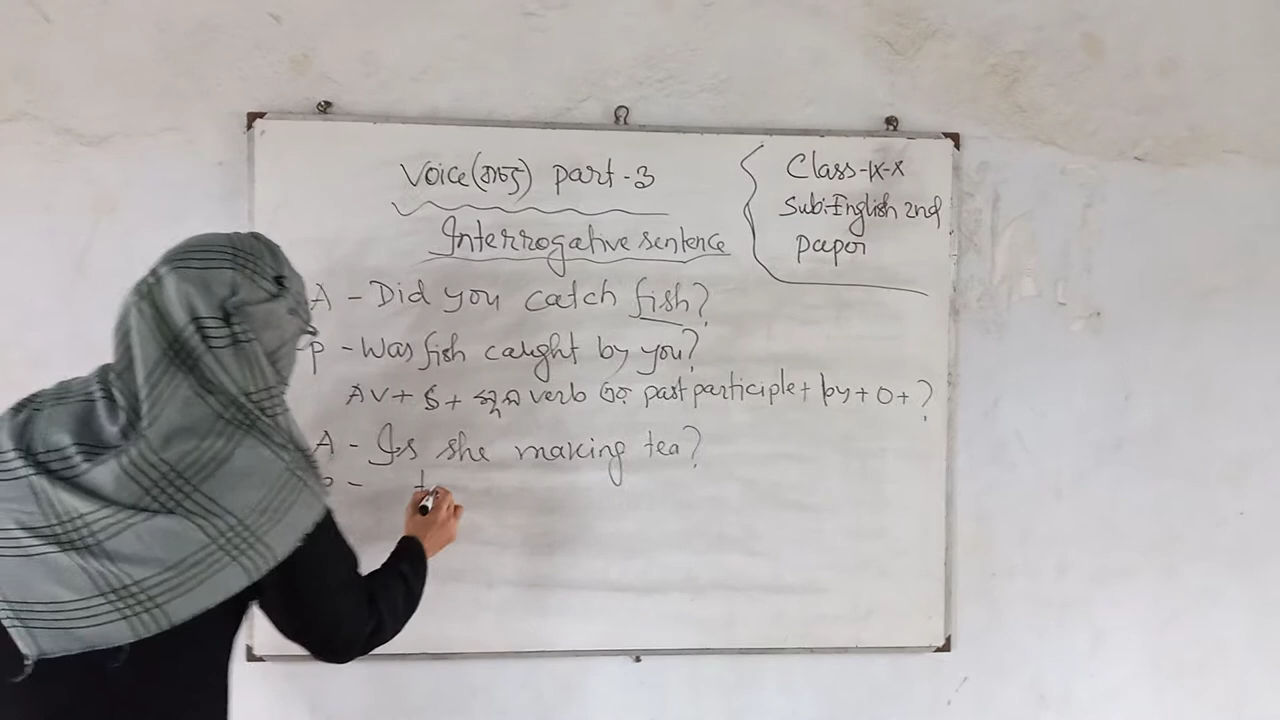 Voice(বাচ্য) part-3
Interrogative sentence
Class-IX-X
Sub:English 2nd
paper
A - Did you catch fish?
P - Was fish caught by you?
AV + S + মূল verb এর past participle + by + O + ?
A - Is she making tea?
P - t